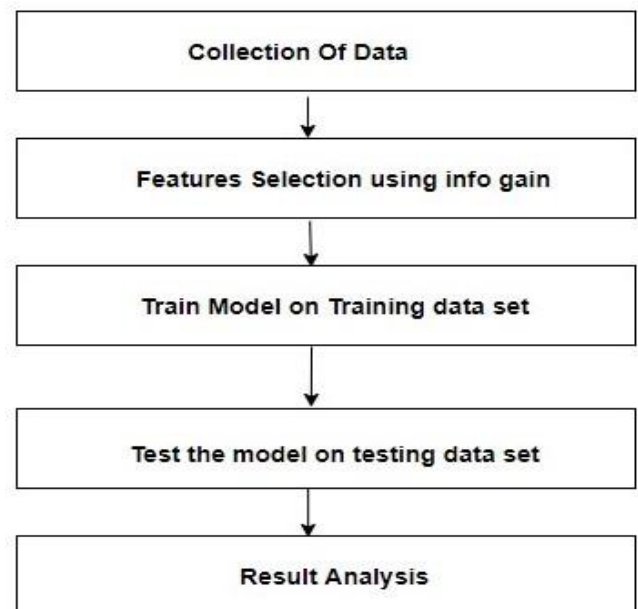 Collection Of Data
Features Selection using info gain
Train Model on Training data set
Test the model on testing data set
Result Analysis